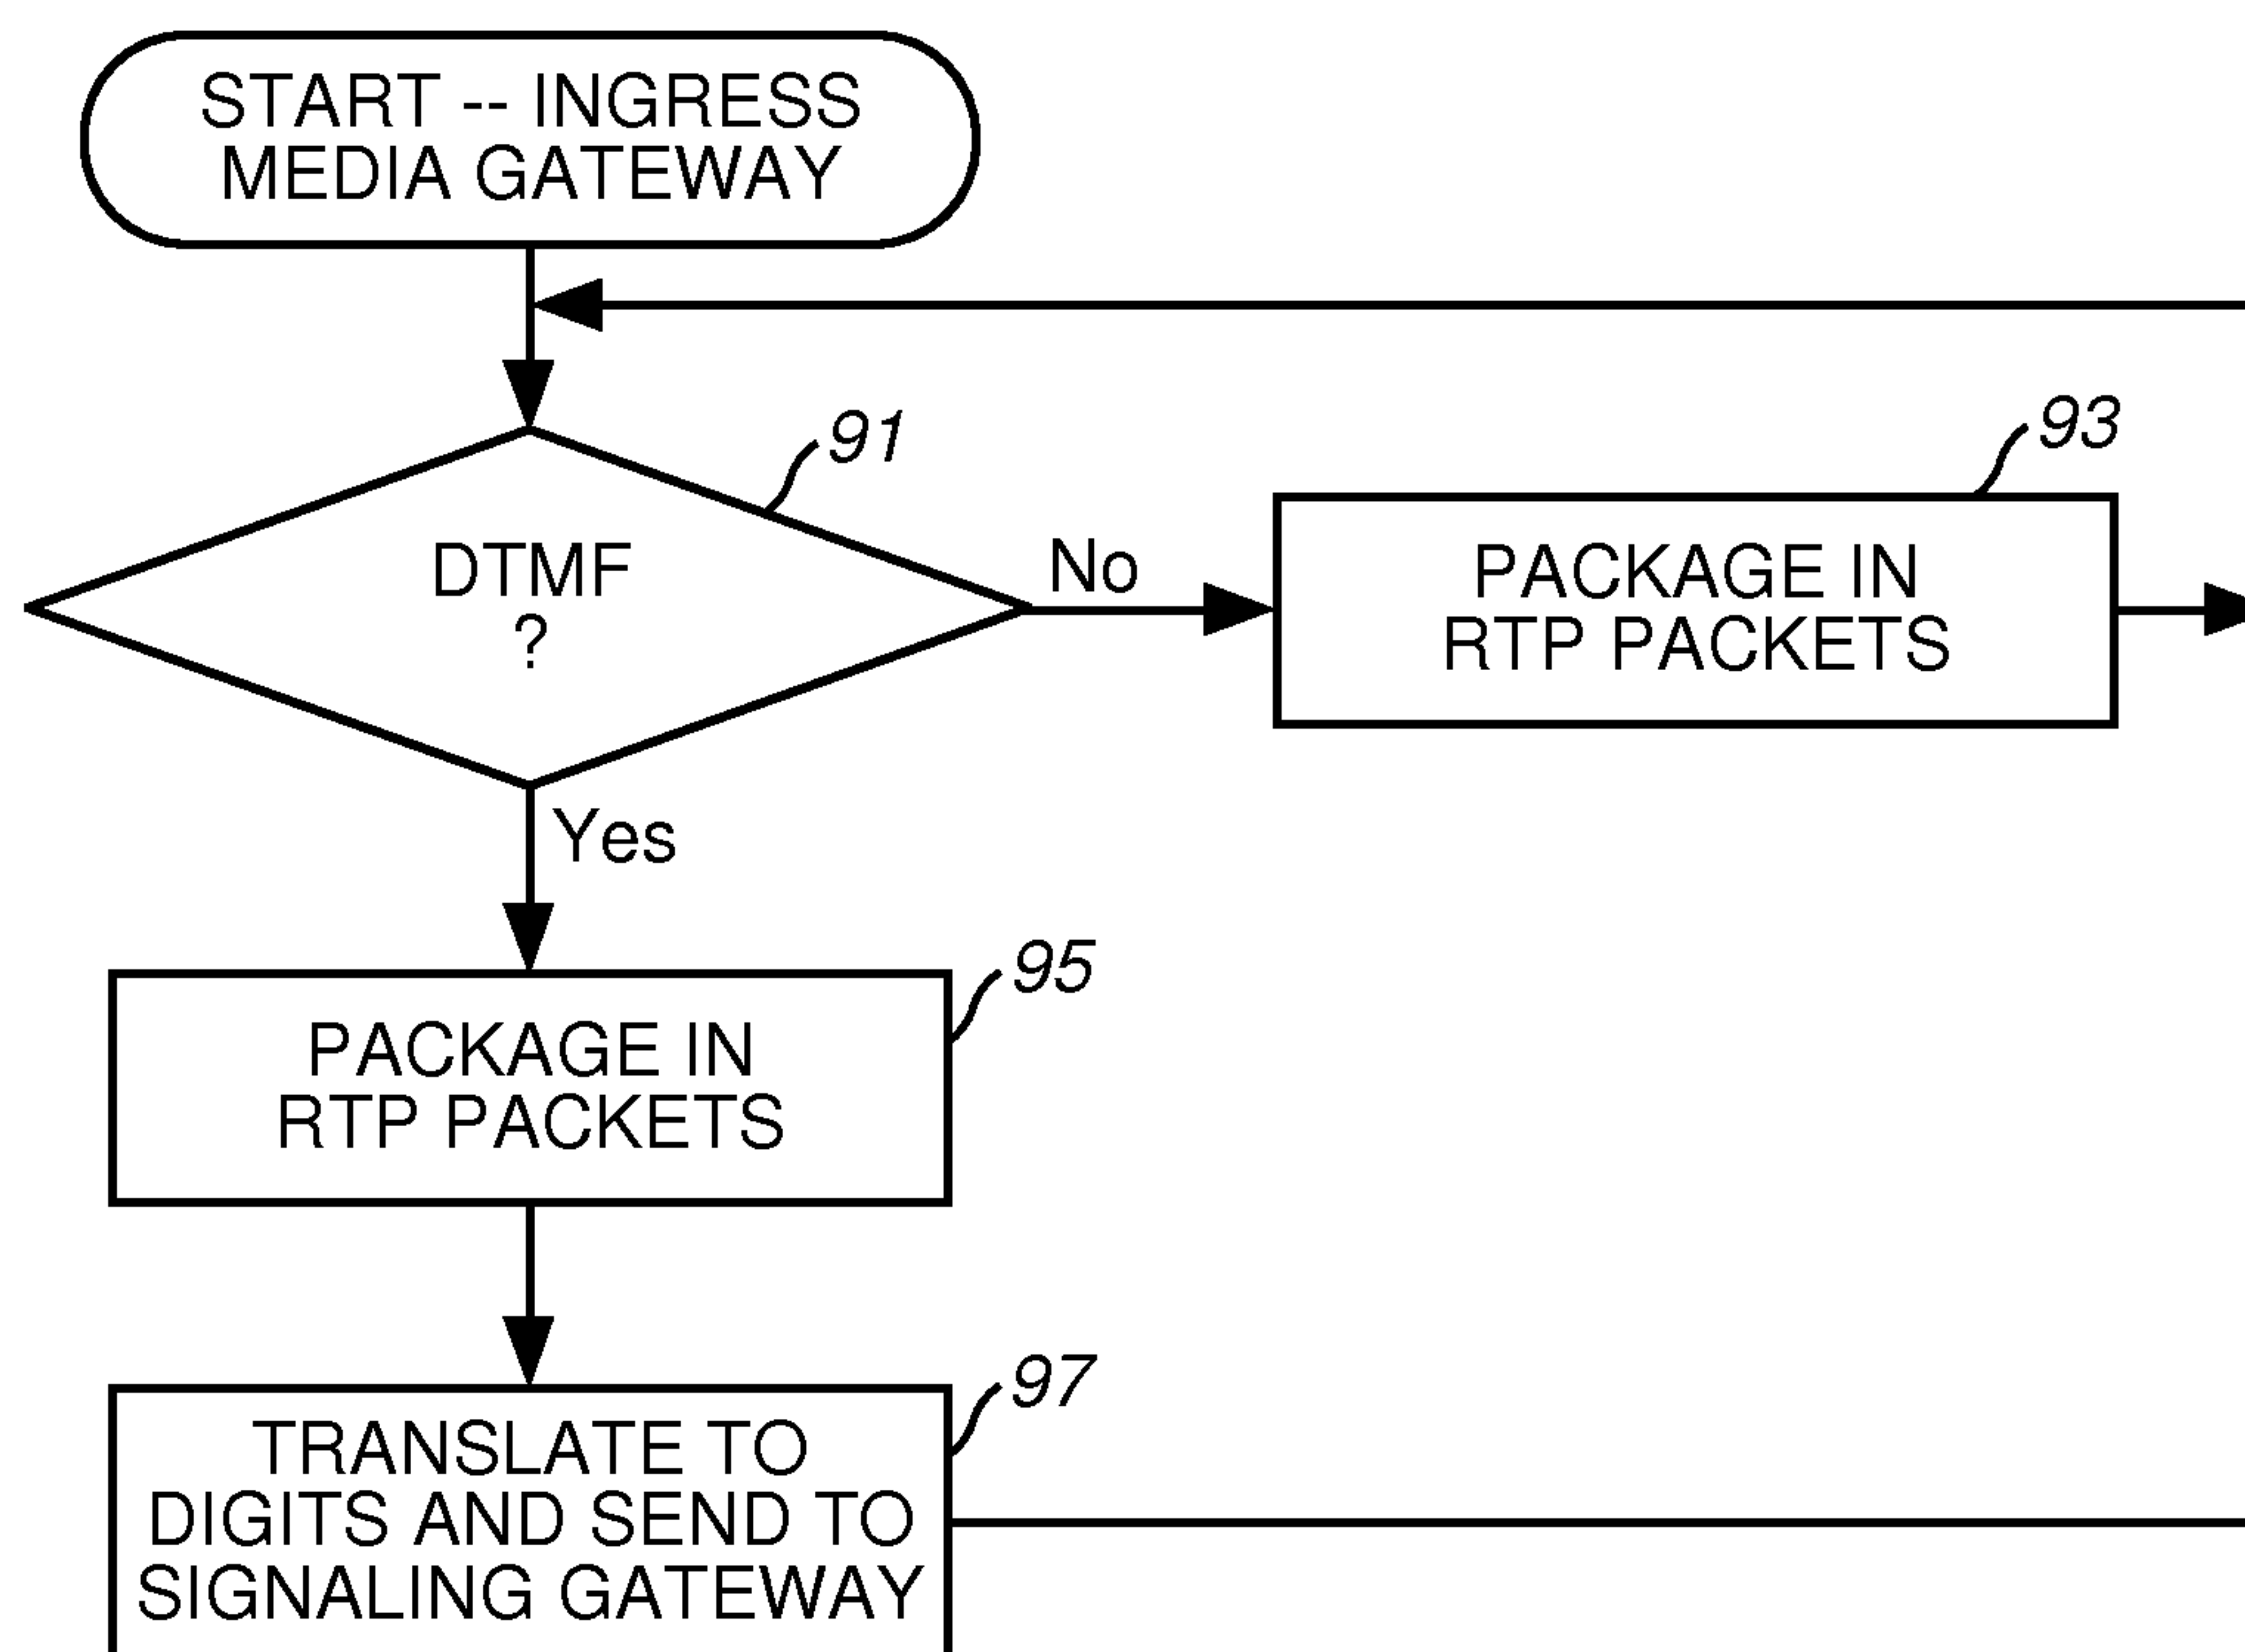 START -- INGRESS
MEDIA GATEWAY
91
DTMF
?
No
93
PACKAGE IN
RTP PACKETS
Yes
95
PACKAGE IN
RTP PACKETS
97
TRANSLATE TO
DIGITS AND SEND TO
SIGNALING GATEWAY